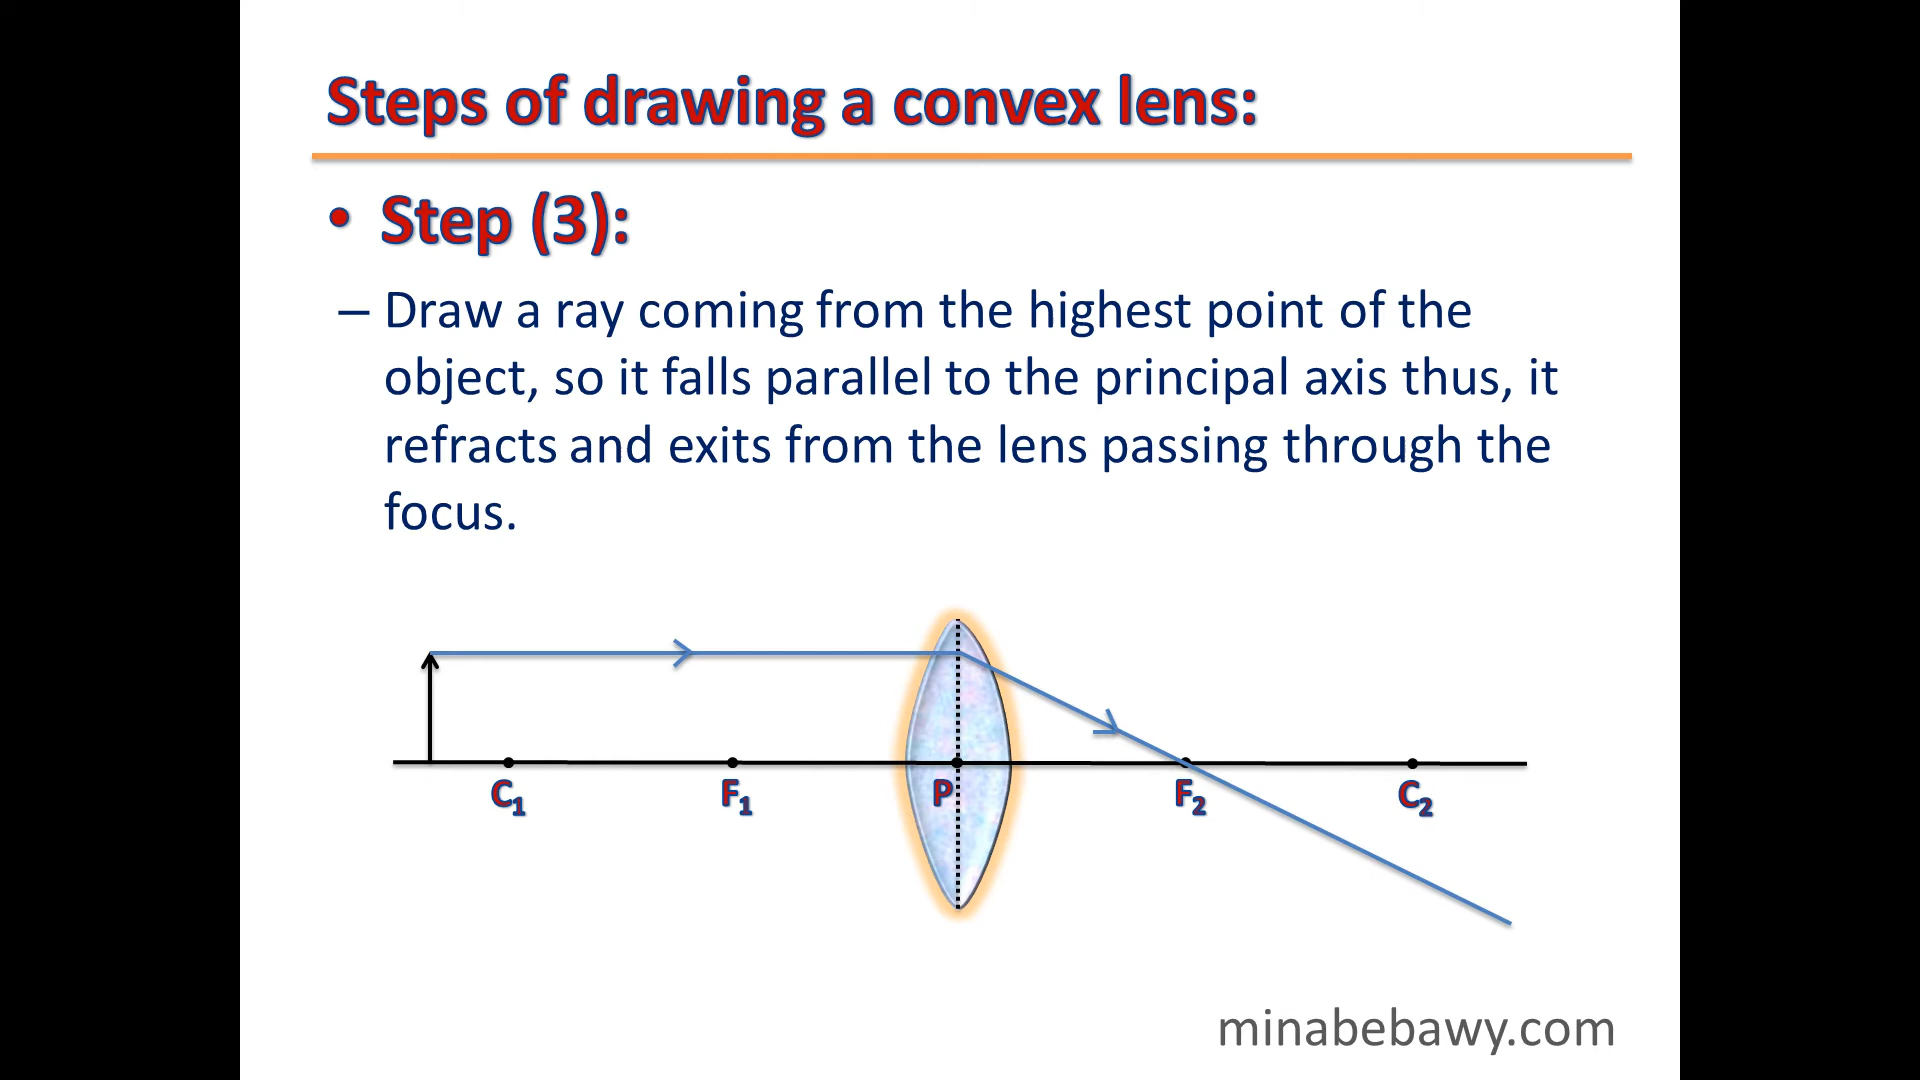 Steps of drawing a convex lens:
• Step (3):
– Draw a ray coming from the highest point of the
object, so it falls parallel to the principal axis thus, it
refracts and exits from the lens passing through the
focus.
C₁ F₁ P F₂ C₂
minabebawy.com